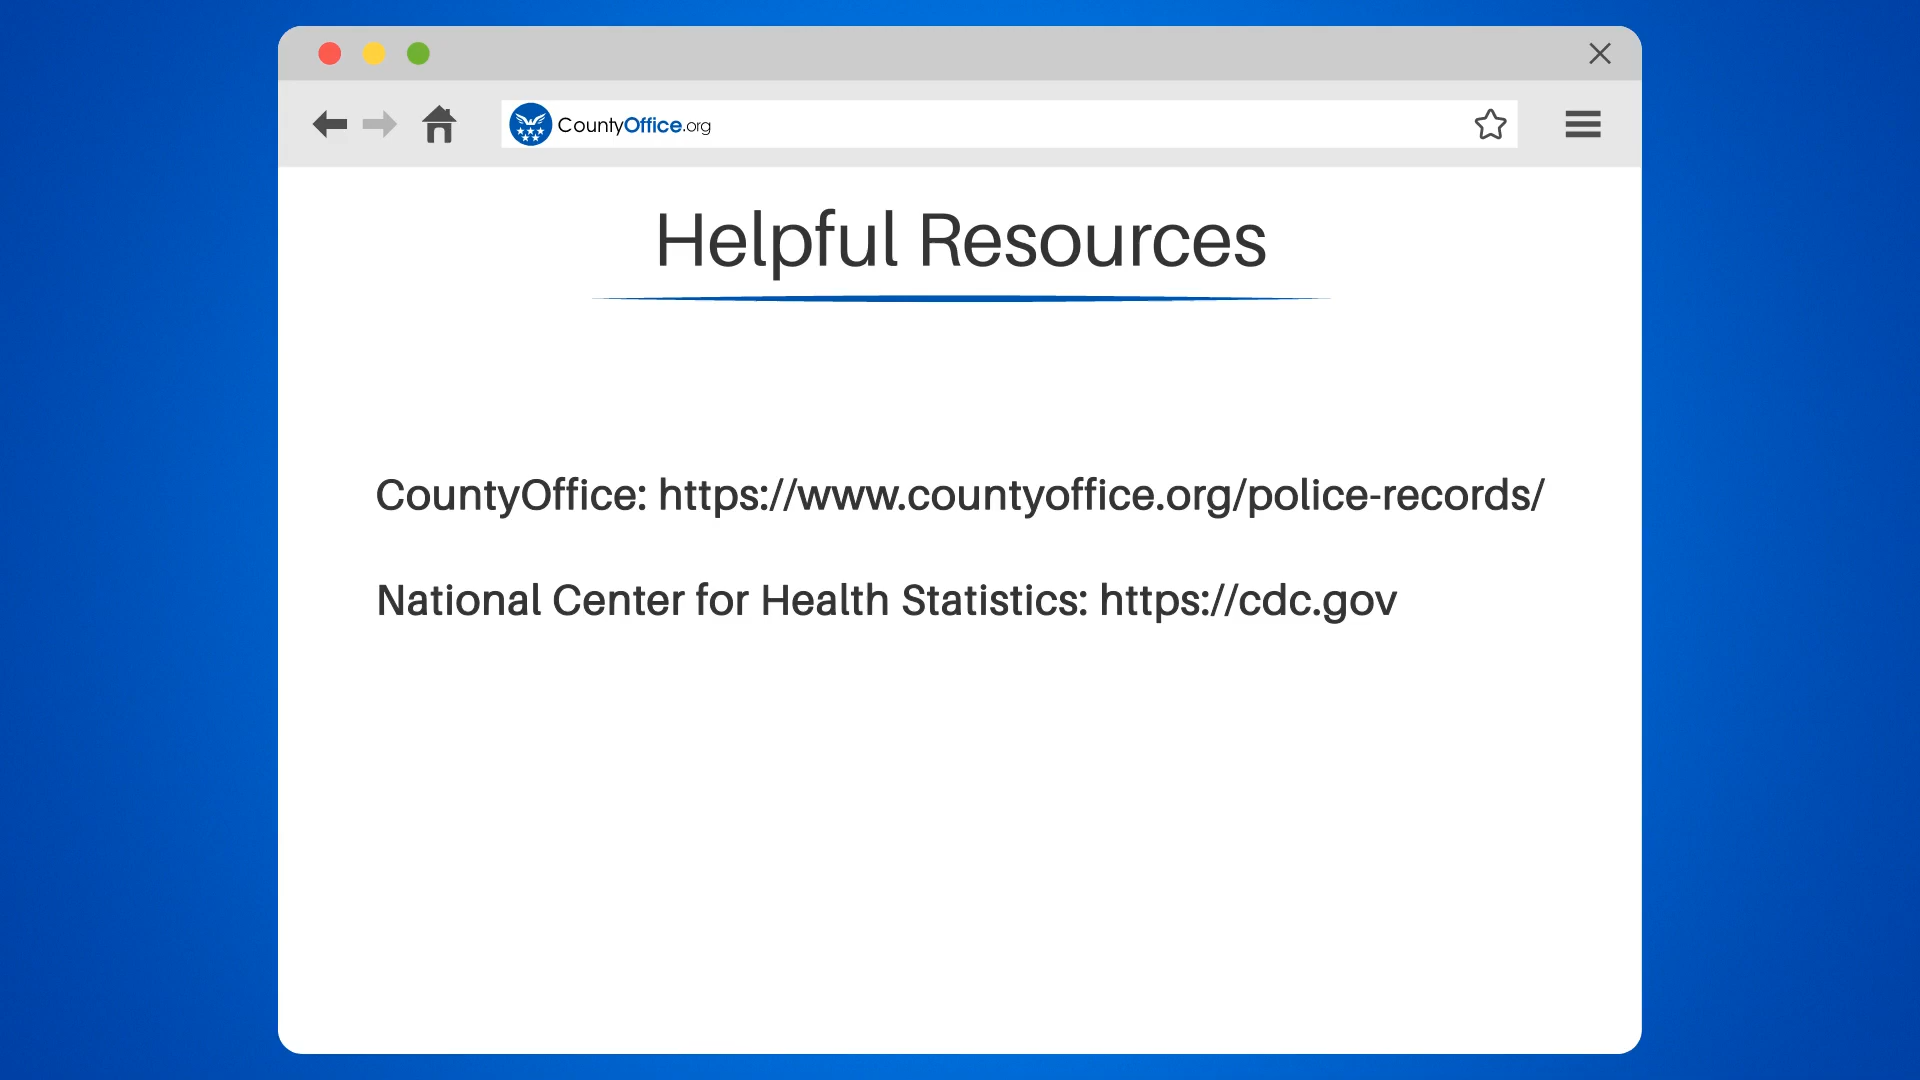 CountyOffice.org
Helpful Resources
CountyOffice: https://www.countyoffice.org/police-records/
National Center for Health Statistics: https://cdc.gov